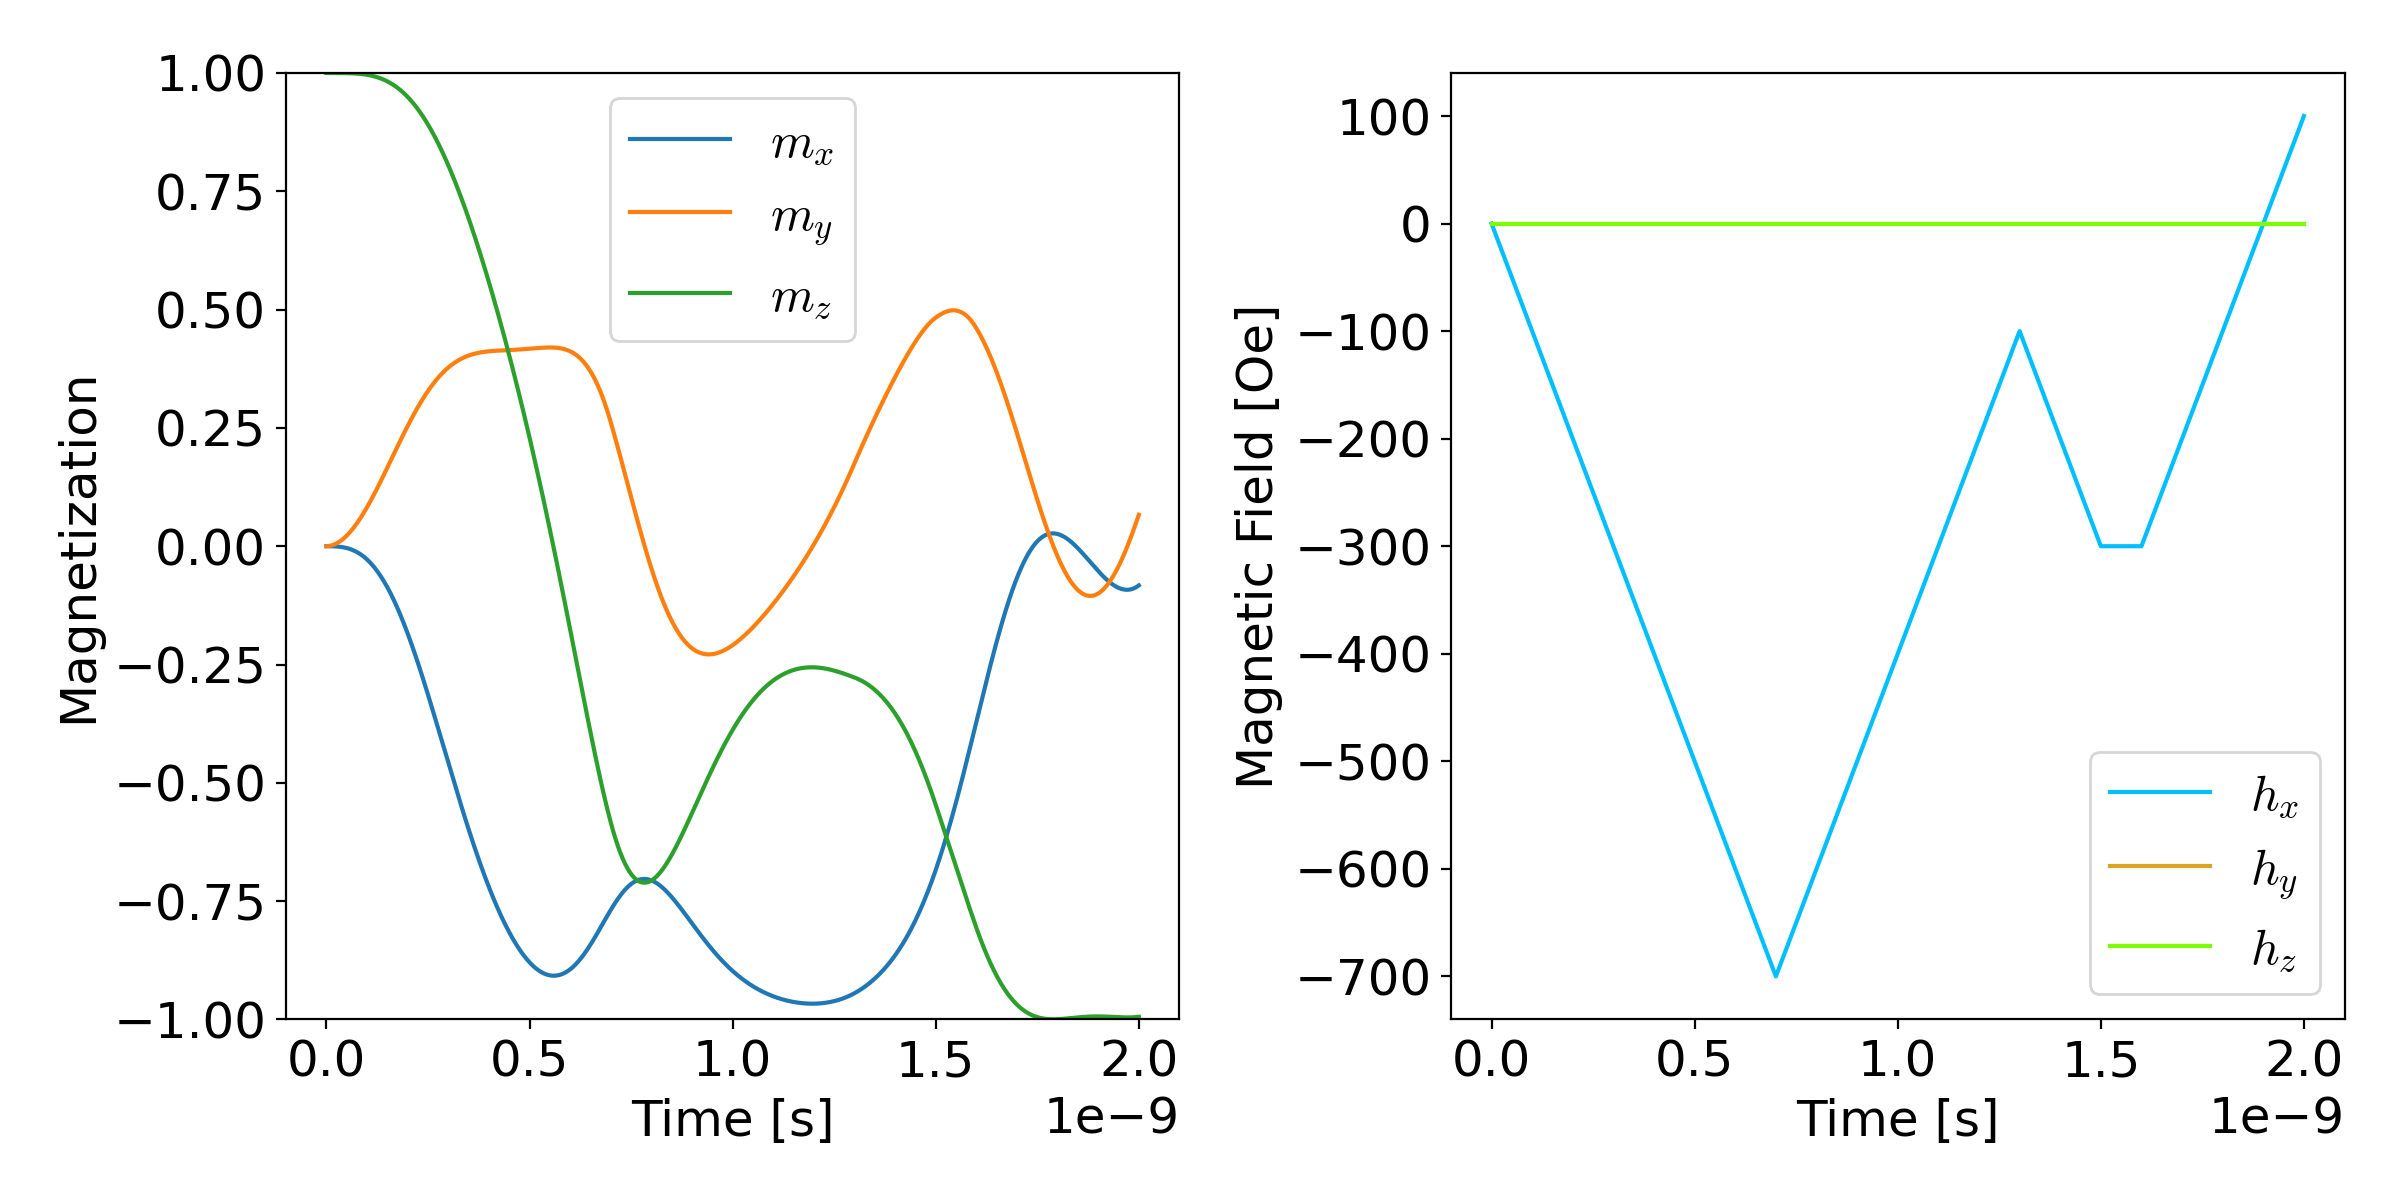 1.00
0.75
0.50
0.25
0.00
−0.25
−0.50
−0.75
−1.00
Magnetization
0.0 0.5 1.0 1.5 2.0
Time [s]
1e−9
m_x
m_y
m_z
100
0
−100
−200
−300
−400
−500
−600
−700
Magnetic Field [Oe]
0.0 0.5 1.0 1.5 2.0
Time [s]
1e−9
h_x
h_y
h_z